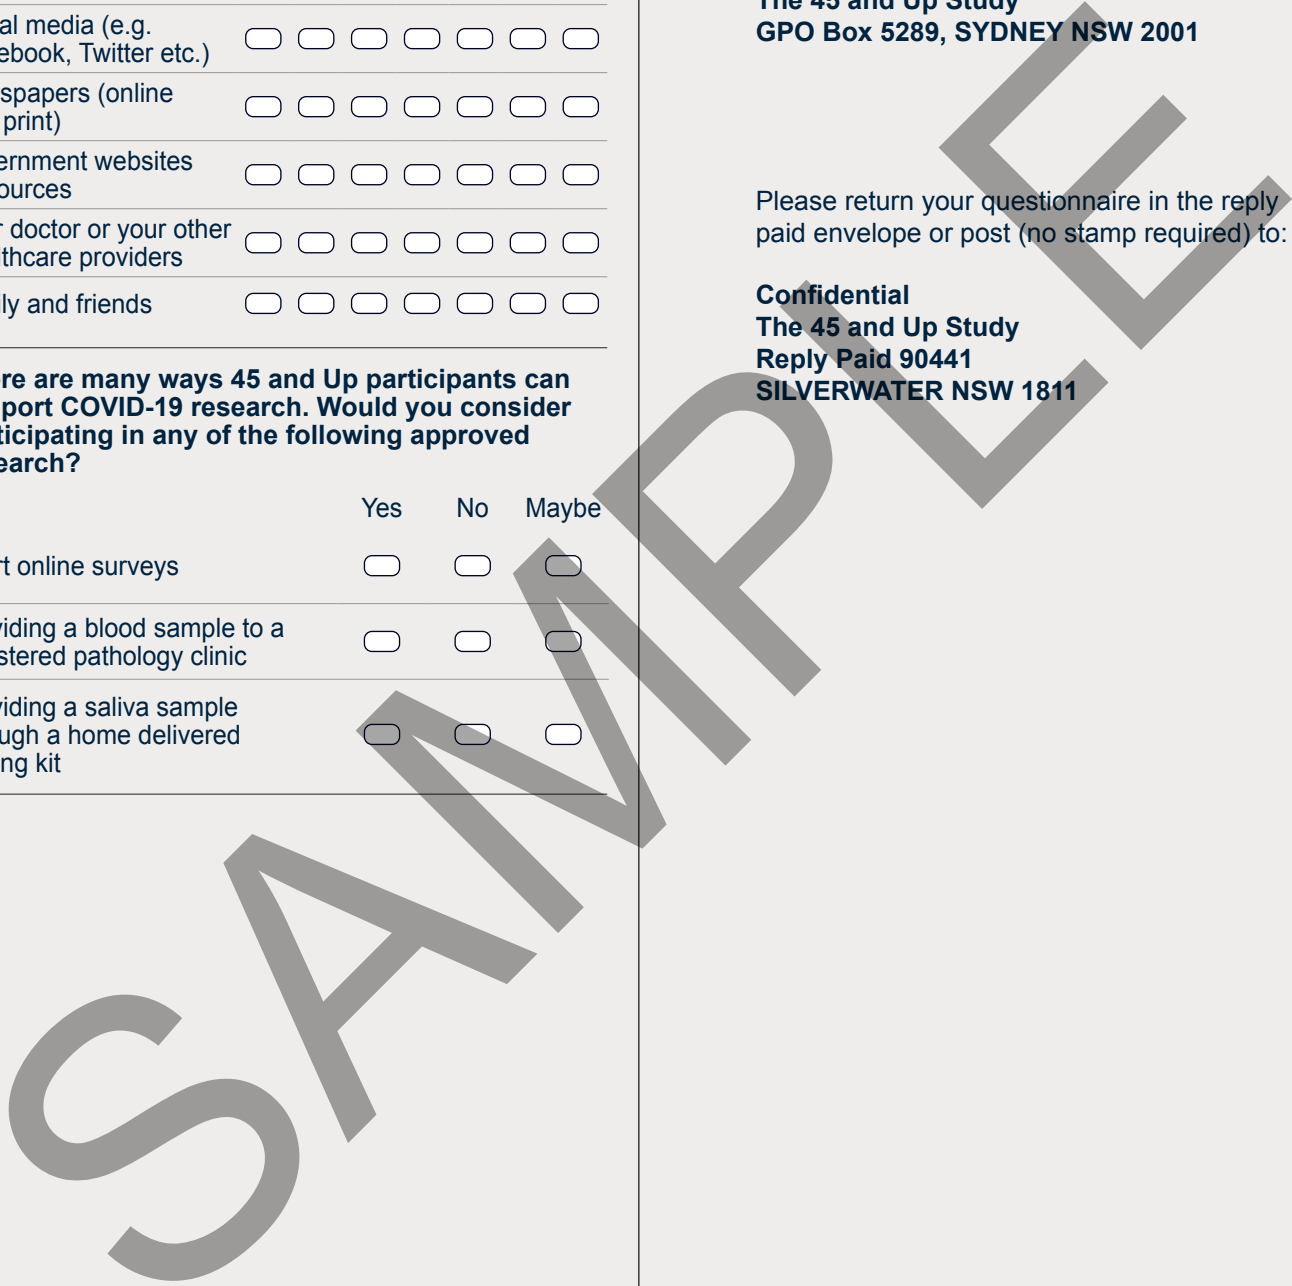 al media (e.g.
ebook, Twitter etc.)
spapers (online
print)
ernment websites
ources
r doctor or your other
lthcare providers
ily and friends
re are many ways 45 and Up participants can
port COVID-19 research. Would you consider
ticipating in any of the following approved
earch?
Yes No Maybe
rt online surveys
viding a blood sample to a
stered pathology clinic
viding a saliva sample
ugh a home delivered
ng kit
The 45 and Up Study
GPO Box 5289, SYDNEY NSW 2001
Please return your questionnaire in the reply
paid envelope or post (no stamp required) to:
Confidential
The 45 and Up Study
Reply Paid 90441
SILVERWATER NSW 1811
SAMPLE